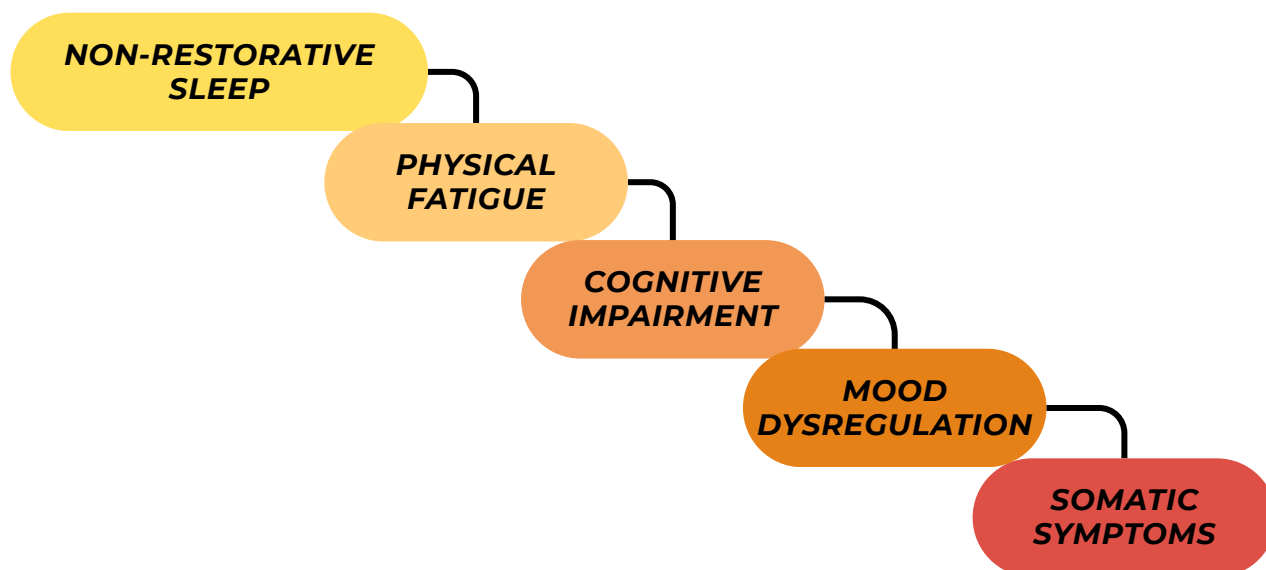 NON-RESTORATIVE
SLEEP
PHYSICAL
FATIGUE
COGNITIVE
IMPAIRMENT
MOOD
DYSREGULATION
SOMATIC
SYMPTOMS